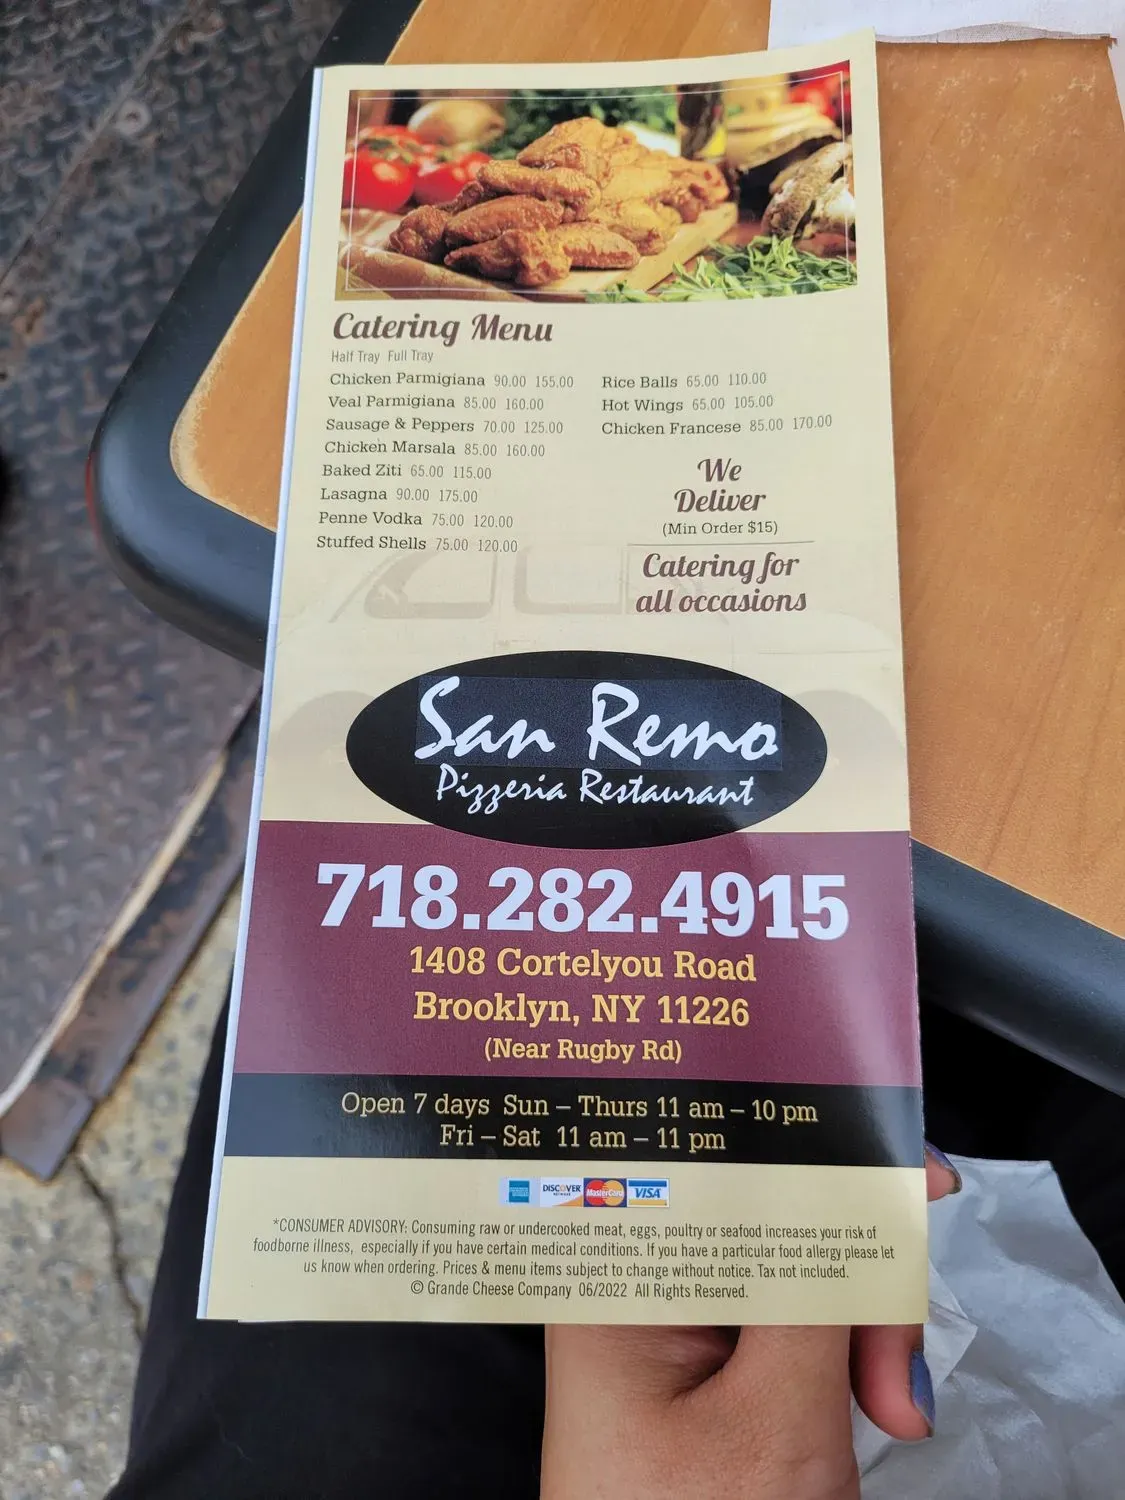 Catering Menu
Half Tray Full Tray
Chicken Parmigiana 90.00 155.00
Veal Parmigiana 85.00 160.00
Sausage & Peppers 70.00 125.00
Chicken Marsala 85.00 160.00
Baked Ziti 65.00 115.00
Lasagna 90.00 175.00
Penne Vodka 75.00 120.00
Stuffed Shells 75.00 120.00
Rice Balls 65.00 110.00
Hot Wings 65.00 105.00
Chicken Francese 85.00 170.00
We
Deliver
(Min Order $15)
Catering for
all occasions
San Remo
Pizzeria Restaurant
718.282.4915
1408 Cortelyou Road
Brooklyn, NY 11226
(Near Rugby Rd)
Open 7 days Sun – Thurs 11 am – 10 pm
Fri – Sat 11 am – 11 pm
DISCOVER MasterCard VISA
*CONSUMER ADVISORY: Consuming raw or undercooked meat, eggs, poultry or seafood increases your risk of
foodborne illness, especially if you have certain medical conditions. If you have a particular food allergy please let
us know when ordering. Prices & menu items subject to change without notice. Tax not included.
© Grande Cheese Company 06/2022 All Rights Reserved.